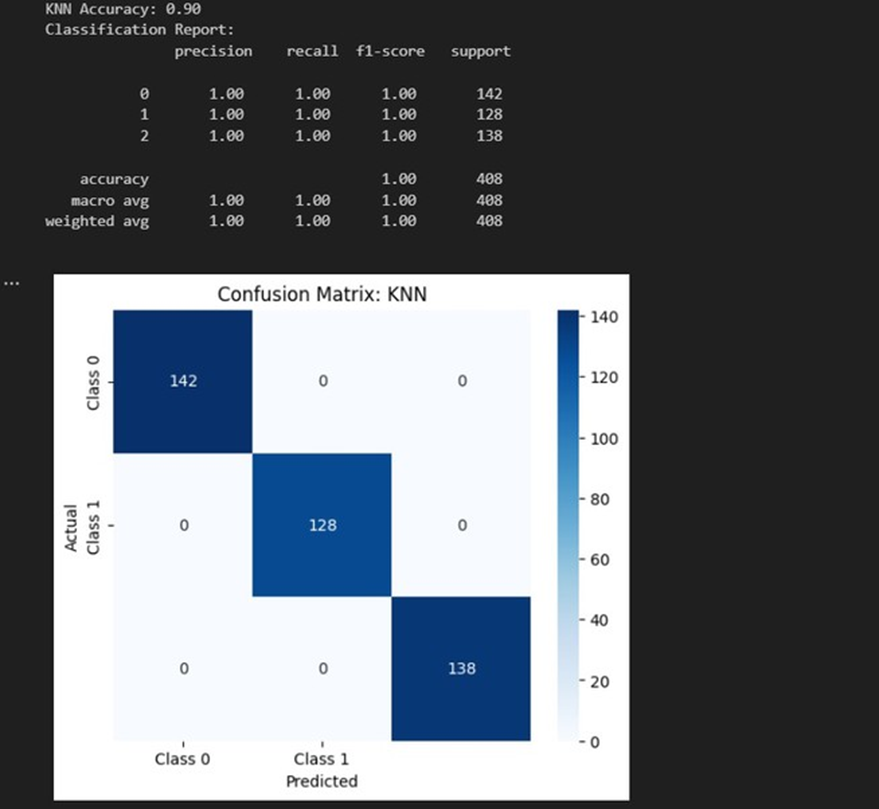 KNN Accuracy: 0.90
Classification Report:
precision recall f1-score support
0 1.00 1.00 1.00 142
1 1.00 1.00 1.00 128
2 1.00 1.00 1.00 138
accuracy 1.00 408
macro avg 1.00 1.00 1.00 408
weighted avg 1.00 1.00 1.00 408
...
Confusion Matrix: KNN
Actual
Class 0
Class 1
142 0 0
0 128 0
0 0 138
Class 0 Class 1
Predicted
140
120
100
80
60
40
20
0